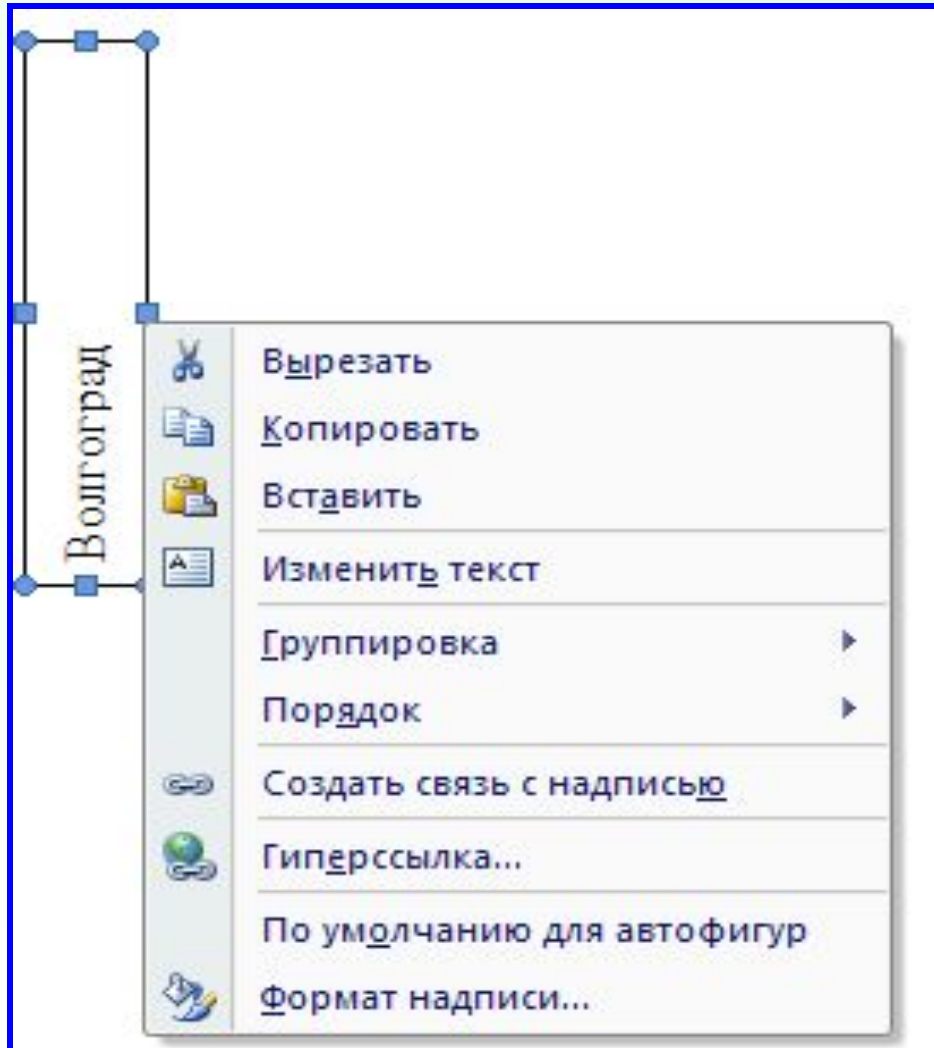 Волгоград
Вырезать
Копировать
Вставить
Изменить текст
Группировка
Порядок
Создать связь с надписью
Гиперссылка...
По умолчанию для автофигур
Формат надписи...